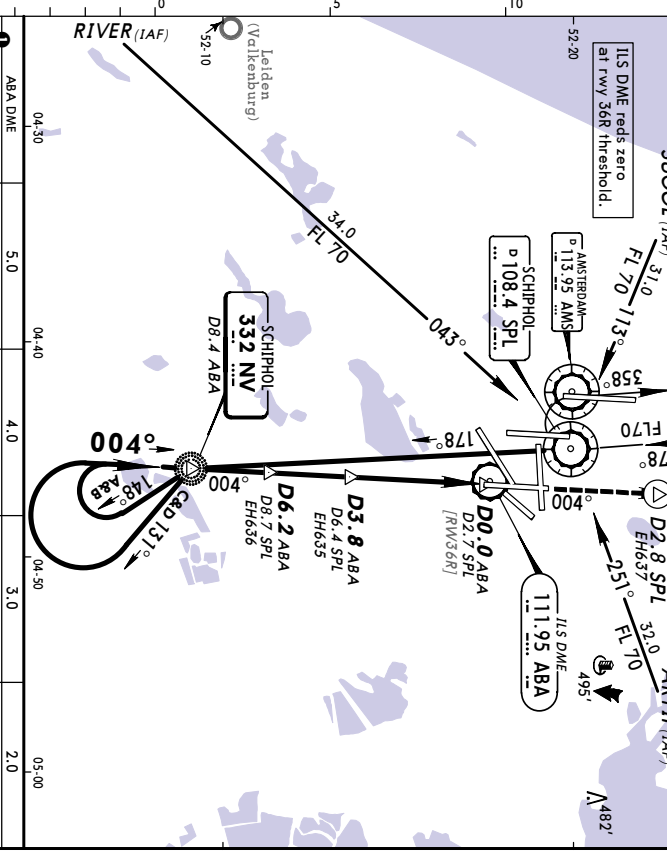 0
5
10
RIVER (IAF)
52-10
Leiden
(Valkenburg)
52-20
ILS DME reds zero
at rwy 36R threshold.
(IAF)
31.0
FL 70 113°
1
ABA DME
5.0
4.0
3.0
2.0
04-30
04-40
04-50
05-00
34.0
FL 70
043°
AMSTERDAM
D 113.95 AMS
SCHIPHOL
D 108.4 SPL
358°
FL70
78°
178°
SCHIPHOL
332 NV
D8.4 ABA
004°
148°
A&B
C&D 131°
004°
D6.2 ABA
D8.7 SPL
EH636
D3.8 ABA
D6.4 SPL
EH635
D0.0 ABA
D2.7 SPL
[RW36R]
004°
D2.8 SPL
EH637
251°
32.0
FL 70
(IAF)
ILS DME
111.95 ABA
495'
482'